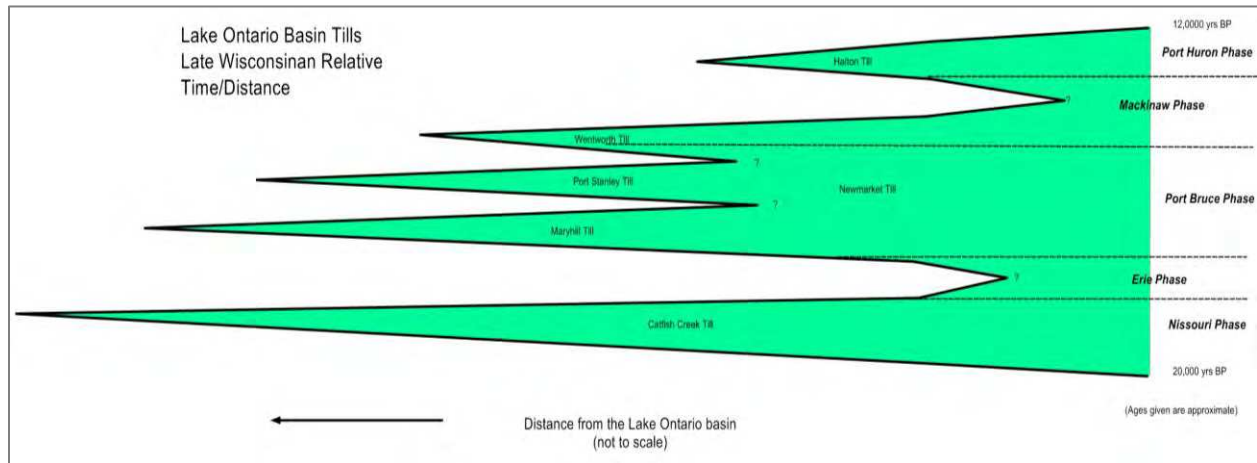 Lake Ontario Basin Tills
Late Wisconsinan Relative
Time/Distance
12,0000 yrs BP
Port Huron Phase
Halton Till
Mackinaw Phase
?
Wentworth Till
?
Port Stanley Till
Newmarket Till
Port Bruce Phase
?
Maryhill Till
Erie Phase
?
Nissouri Phase
Catfish Creek Till
20,000 yrs BP
(Ages given are approximate)
Distance from the Lake Ontario basin
(not to scale)